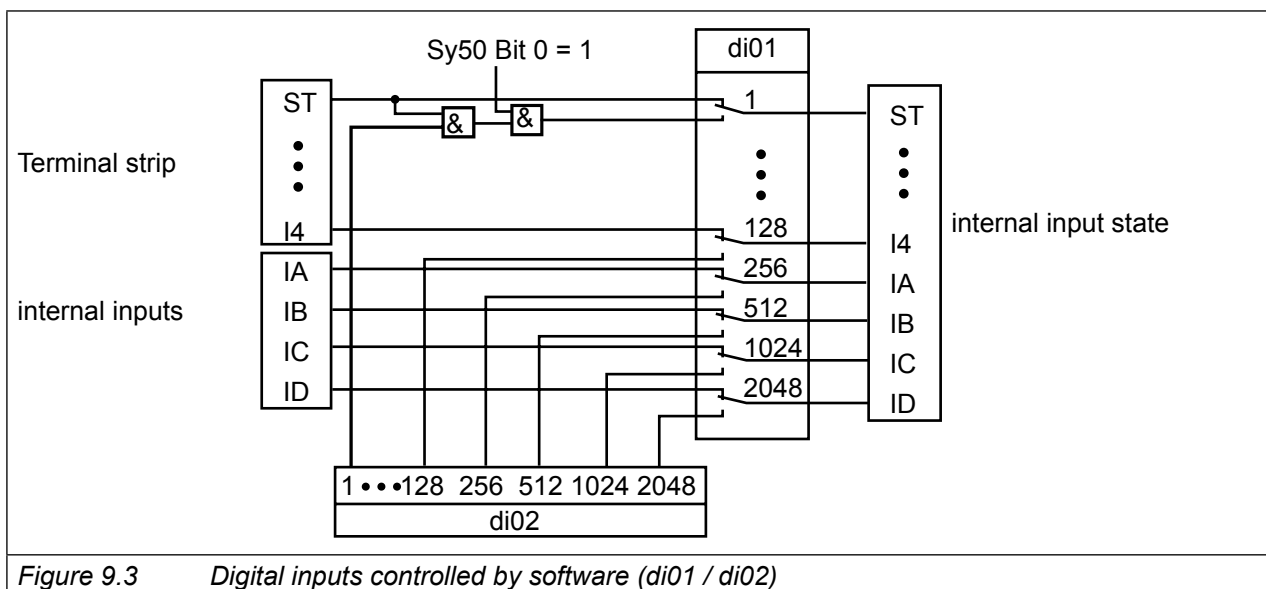 Sy50 Bit 0 = 1
di01
ST
1
ST
&
&
Terminal strip
internal input state
I4
128
I4
IA
256
IA
internal inputs
IB
512
IB
IC
1024
IC
ID
2048
ID
1 •••128 256 512 1024 2048
di02
Figure 9.3 Digital inputs controlled by software (di01 / di02)